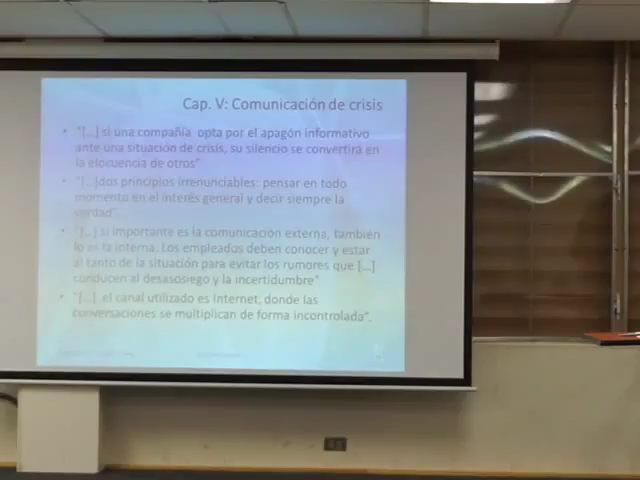 Cap. V: Comunicación de crisis
• "[...] si una compañía opta por el apagón informativo
ante una situación de crisis, su silencio se convertirá en
la elocuencia de otros"
• "[...]dos principios irrenunciables: pensar en todo
momento en el interés general y decir siempre la
verdad"
• "[...] si importante es la comunicación externa, también
lo es la interna. Los empleados deben conocer y estar
al tanto de la situación para evitar los rumores que [...]
conducen al desasosiego y la incertidumbre"
• "[...] el canal utilizado es Internet, donde las
conversaciones se multiplican de forma incontrolada".